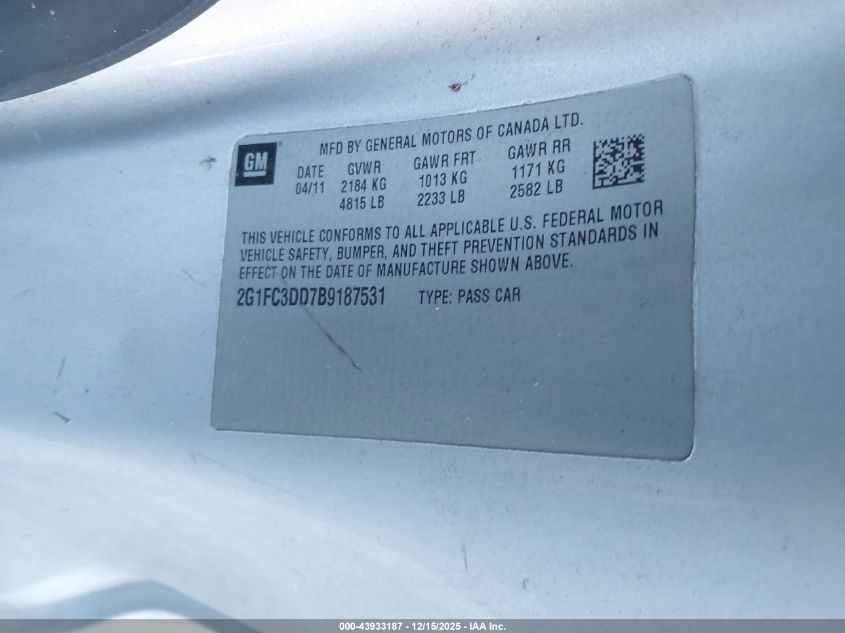 MFD BY GENERAL MOTORS OF CANADA LTD.
GM
DATE GVWR GAWR FRT GAWR RR
04/11 2184 KG 1013 KG 1171 KG
4815 LB 2233 LB 2582 LB
THIS VEHICLE CONFORMS TO ALL APPLICABLE U.S. FEDERAL MOTOR
VEHICLE SAFETY, BUMPER, AND THEFT PREVENTION STANDARDS IN
EFFECT ON THE DATE OF MANUFACTURE SHOWN ABOVE.
2G1FC3DD7B9187531 TYPE: PASS CAR
000-43933187 - 12/15/2025 - IAA Inc.